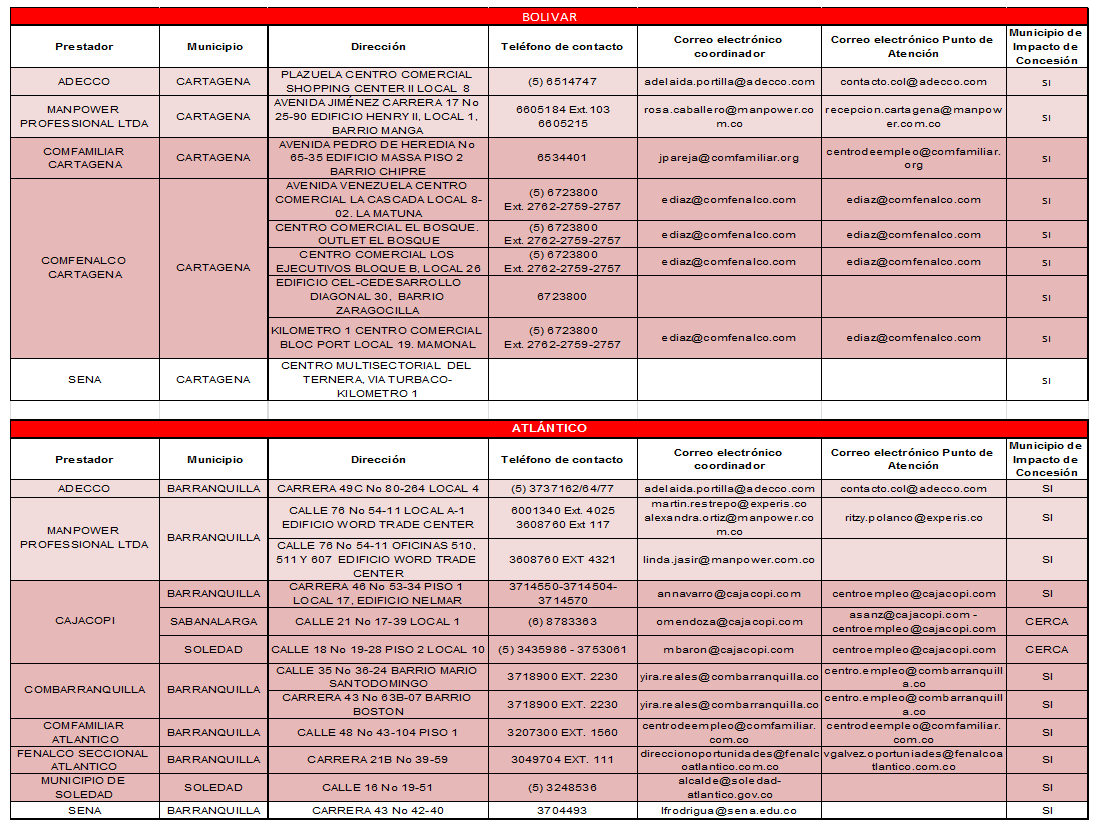 BOLIVAR
Prestador Municipio Dirección Teléfono de contacto Correo electrónico coordinador Correo electrónico Punto de Atención Municipio de Impacto de Concesión
ADECCO CARTAGENA PLAZUELA CENTRO COMERCIAL SHOPPING CENTER II LOCAL 8 (5) 6514747 adelaida.portilla@adecco.com contacto.col@adecco.com SI
MANPOWER PROFESSIONAL LTDA CARTAGENA AVENIDA JIMÉNEZ CARRERA 17 No 25-90 EDIFICIO HENRY II, LOCAL 1, BARRIO MANGA 6605184 Ext.103 6605215 rosa.caballero@manpower.com.co recepcion.cartagena@manpower.com.co SI
COMFAMILIAR CARTAGENA CARTAGENA AVENIDA PEDRO DE HEREDIA No 65-35 EDIFICIO MASSA PISO 2 BARRIO CHIPRE 6534401 jpareja@comfamiliar.org centrodeempleo@comfamiliar.org SI
COMFENALCO CARTAGENA CARTAGENA AVENIDA VENEZUELA CENTRO COMERCIAL LA CASCADA LOCAL 8-02. LA MATUNA (5) 6723800 Ext. 2762-2759-2757 ediaz@comfenalco.com ediaz@comfenalco.com SI
CENTRO COMERCIAL EL BOSQUE. OUTLET EL BOSQUE (5) 6723800 Ext. 2762-2759-2757 ediaz@comfenalco.com ediaz@comfenalco.com SI
CENTRO COMERCIAL LOS EJECUTIVOS BLOQUE B, LOCAL 26 (5) 6723800 Ext. 2762-2759-2757 ediaz@comfenalco.com ediaz@comfenalco.com SI
EDIFICIO CEL-CEDESARROLLO DIAGONAL 30, BARRIO ZARAGOCILLA 6723800 SI
KILOMETRO 1 CENTRO COMERCIAL BLOC PORT LOCAL 19. MAMONAL (5) 6723800 Ext. 2762-2759-2757 ediaz@comfenalco.com ediaz@comfenalco.com SI
SENA CARTAGENA CENTRO MULTISECTORIAL DEL TERNERA, VIA TURBACO-KILOMETRO 1 SI
ATLÁNTICO
Prestador Municipio Dirección Teléfono de contacto Correo electrónico coordinador Correo electrónico Punto de Atención Municipio de Impacto de Concesión
ADECCO BARRANQUILLA CARRERA 49C No 80-264 LOCAL 4 (5) 3737162/64/77 adelaida.portilla@adecco.com contacto.col@adecco.com SI
MANPOWER PROFESSIONAL LTDA BARRANQUILLA CALLE 76 No 54-11 LOCAL A-1 EDIFICIO WORD TRADE CENTER 6001340 Ext. 4025 3608760 Ext 117 martin.restrepo@experis.co alexandra.ortiz@manpower.com.co ritzy.polanco@experis.co SI
CALLE 76 No 54-11 OFICINAS 510, 511 Y 607 EDIFICIO WORD TRADE CENTER 3608760 EXT 4321 linda.jasir@manpower.com.co SI
CAJACOPI BARRANQUILLA CARRERA 46 No 53-34 PISO 1 LOCAL 17, EDIFICIO NELMAR 3714550-3714504-3714570 annavarro@cajacopi.com centroempleo@cajacopi.com SI
SABANALARGA CALLE 21 No 17-39 LOCAL 1 (6) 8783363 omendoza@cajacopi.com asanz@cajacopi.com - centroempleo@cajacopi.com CERCA
SOLEDAD CALLE 18 No 19-28 PISO 2 LOCAL 10 (5) 3435986 - 3753061 mbaron@cajacopi.com centroempleo@cajacopi.com CERCA
COMBARRANQUILLA BARRANQUILLA CALLE 35 No 36-24 BARRIO MARIO SANTODOMINGO 3718900 EXT. 2230 yira.reales@combarranquilla.co centro.empleo@combarranquilla.co SI
CARRERA 43 No 63B-07 BARRIO BOSTON 3718900 EXT. 2230 yira.reales@combarranquilla.co centro.empleo@combarranquilla.co SI
COMFAMILIAR ATLANTICO BARRANQUILLA CALLE 48 No 43-104 PISO 1 3207300 EXT. 1560 centrodeempleo@comfamiliar.com.co centrodeempleo@comfamiliar.com.co SI
FENALCO SECCIONAL ATLANTICO BARRANQUILLA CARRERA 21B No 39-59 3049704 EXT. 111 direccionoportunidades@fenalcoatlantico.com.co vgalvez.oportuniades@fenalcoatlantico.com.co SI
MUNICIPIO DE SOLEDAD SOLEDAD CALLE 16 No 19-51 (5) 3248536 alcalde@soledad-atlantico.gov.co SI
SENA BARRANQUILLA CARRERA 43 No 42-40 3704493 lfrodrigua@sena.edu.co SI